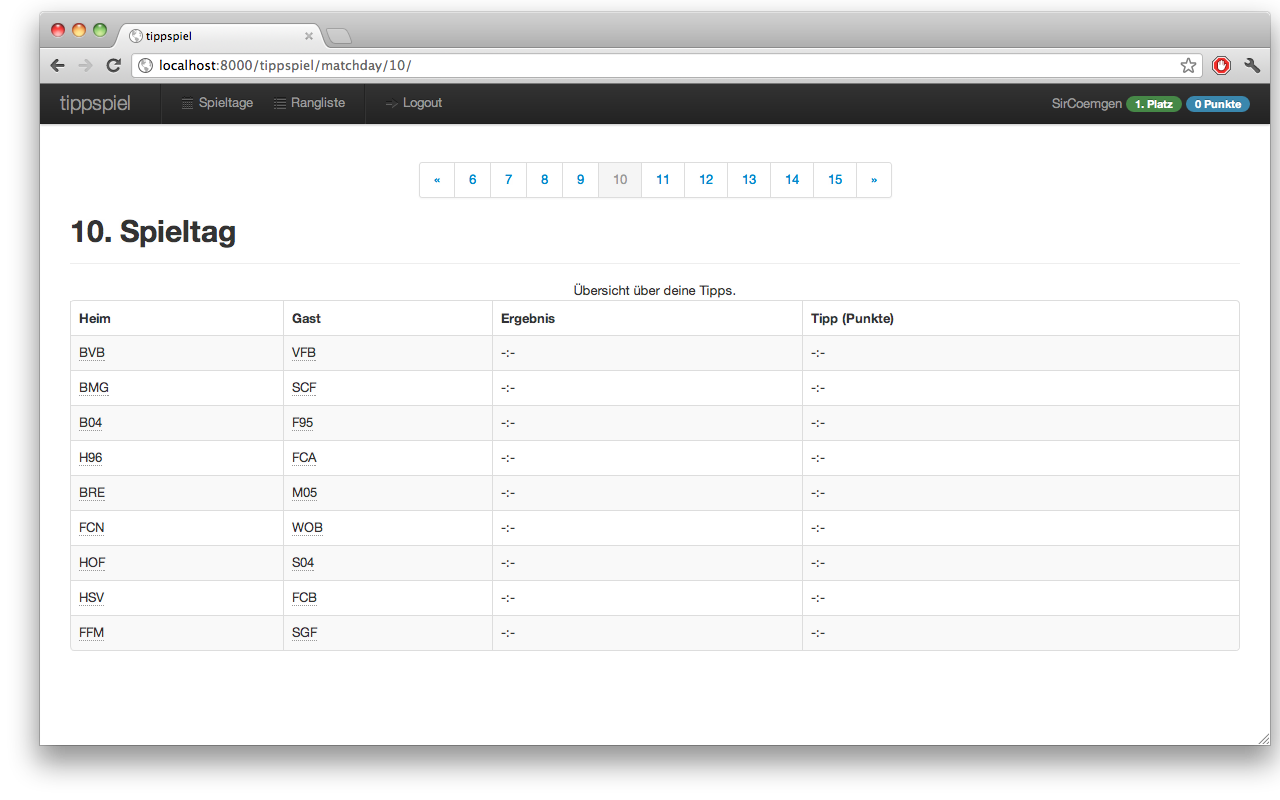 tippspiel
localhost:8000/tippspiel/matchday/10/
tippspiel Spieltage Rangliste Logout SirCoemgen 1. Platz 0 Punkte
« 6 7 8 9 10 11 12 13 14 15 »
10. Spieltag
Übersicht über deine Tipps.
Heim Gast Ergebnis Tipp (Punkte)
BVB VFB -:- -:-
BMG SCF -:- -:-
B04 F95 -:- -:-
H96 FCA -:- -:-
BRE M05 -:- -:-
FCN WOB -:- -:-
HOF S04 -:- -:-
HSV FCB -:- -:-
FFM SGF -:- -:-